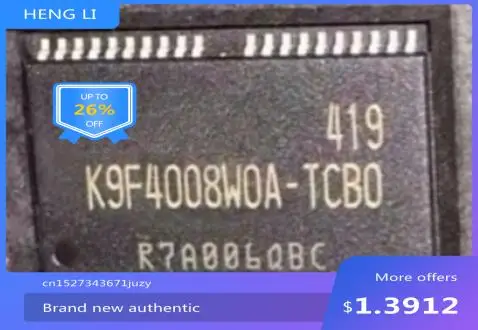 HENG LI
UP TO
26%
OFF
419
K9F4008W0A-TCB0
R7A006QBC
More offers
cn1527343671juzy
Brand new authentic
$1.3912